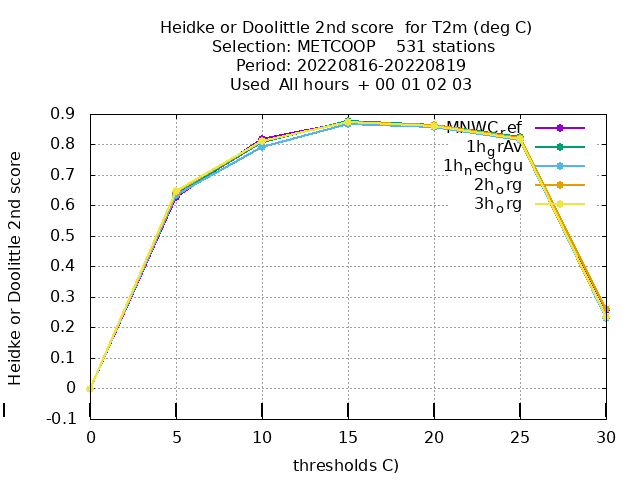 Heidke or Doolittle 2nd score  for T2m (deg C)
Selection: METCOOP    531 stations
Period: 20220816-20220819
Used  All hours  + 00 01 02 03
Heidke or Doolittle 2nd score
0.9
0.8
0.7
0.6
0.5
0.4
0.3
0.2
0.1
0
-0.1
MNWC_ref
1h_grAv
1h_nechgu
2h_org
3h_org
0 5 10 15 20 25 30
thresholds C)